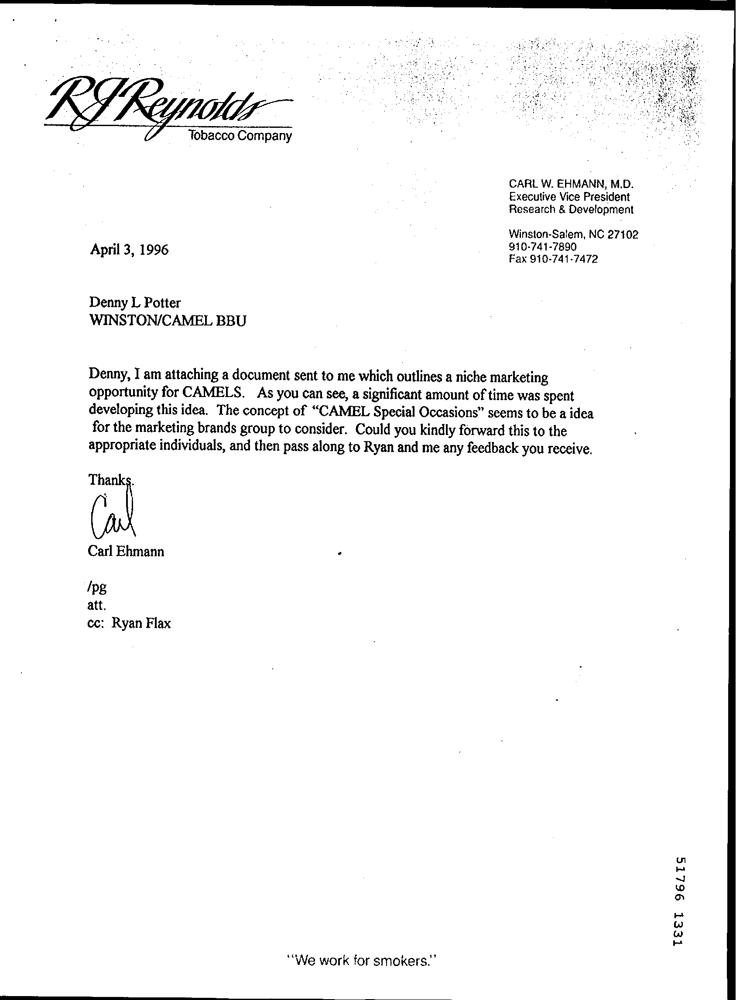 RJReynolds
Tobacco Company
CARL W. EHMANN, M.D.
Executive Vice President
Research & Development
Winston-Salem, NC 27102
910-741-7890
Fax 910-741-7472
April 3, 1996
Denny L Potter
WINSTON/CAMEL BBU
Denny, I am attaching a document sent to me which outlines a niche marketing
opportunity for CAMELS. As you can see, a significant amount of time was spent
developing this idea. The concept of “CAMEL Special Occasions” seems to be a idea
for the marketing brands group to consider. Could you kindly forward this to the
appropriate individuals, and then pass along to Ryan and me any feedback you receive.
Thanks.
Carl
Carl Ehmann
/pg
att.
cc: Ryan Flax
51796 1331
"We work for smokers."